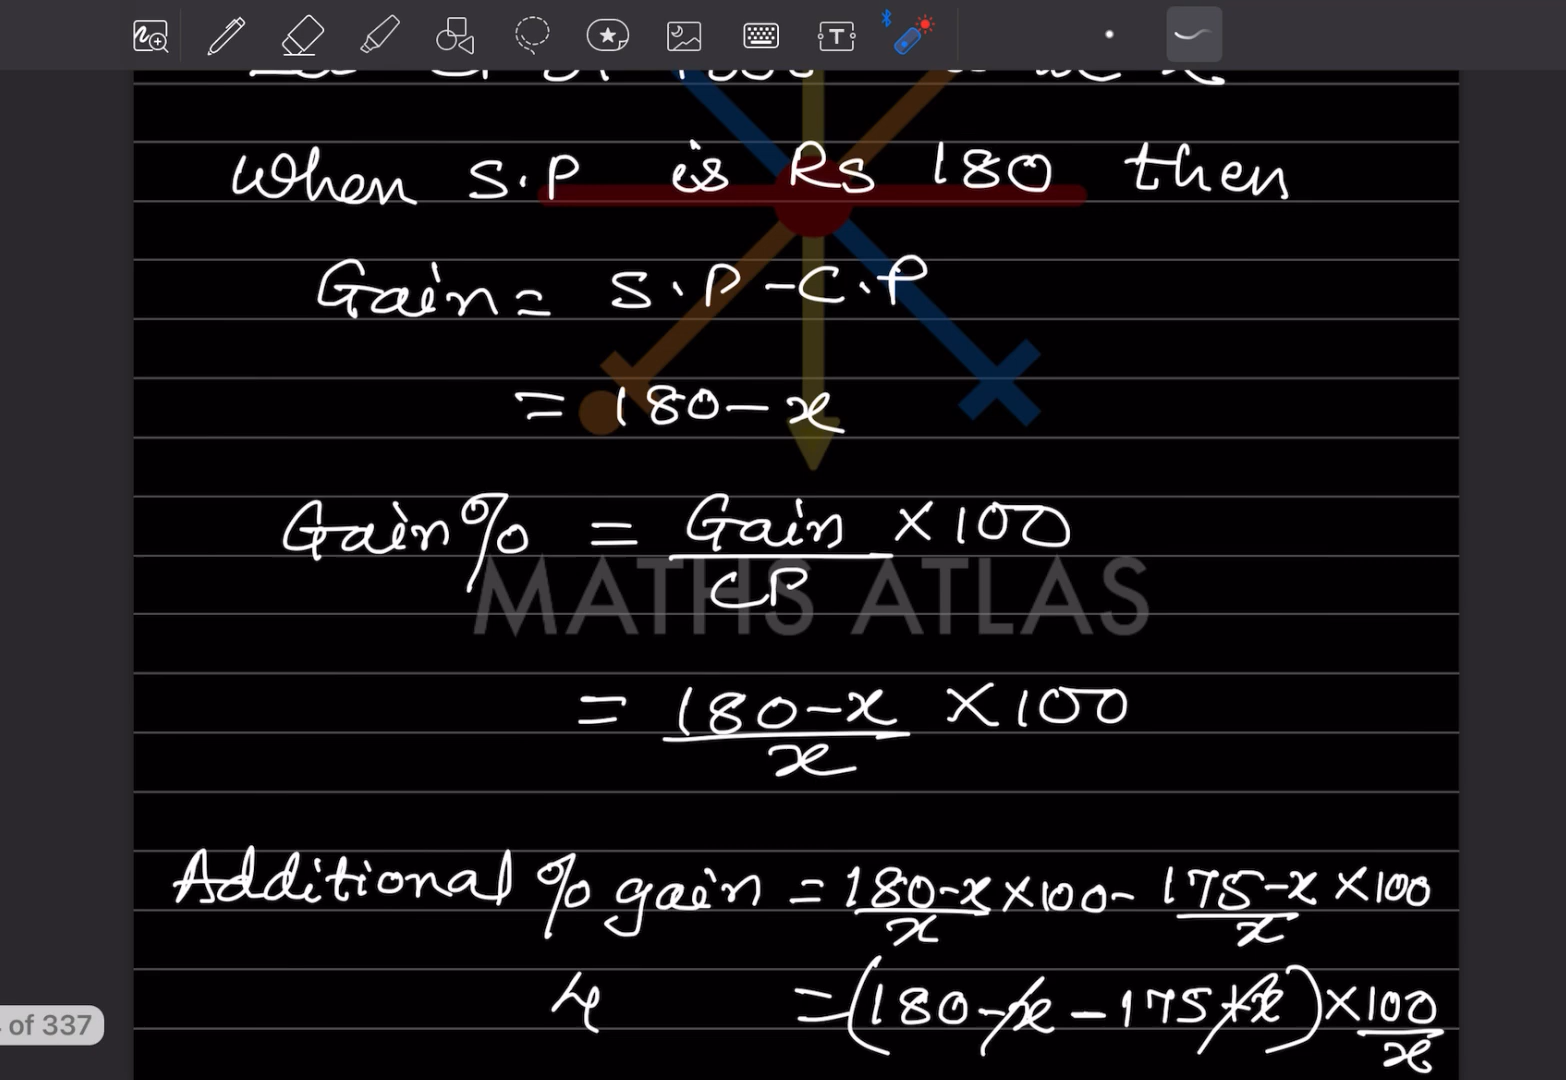 When S.P is Rs 180 then
Gain = S.P - C.P
= 180 - x
Gain % = Gain / CP × 100
MATHS ATLAS
= 180 - x / x × 100
Additional % gain = 180 - x / x × 100 - 175 - x / x × 100
4 = (180 - x - 175 + x) × 100 / x
of 337